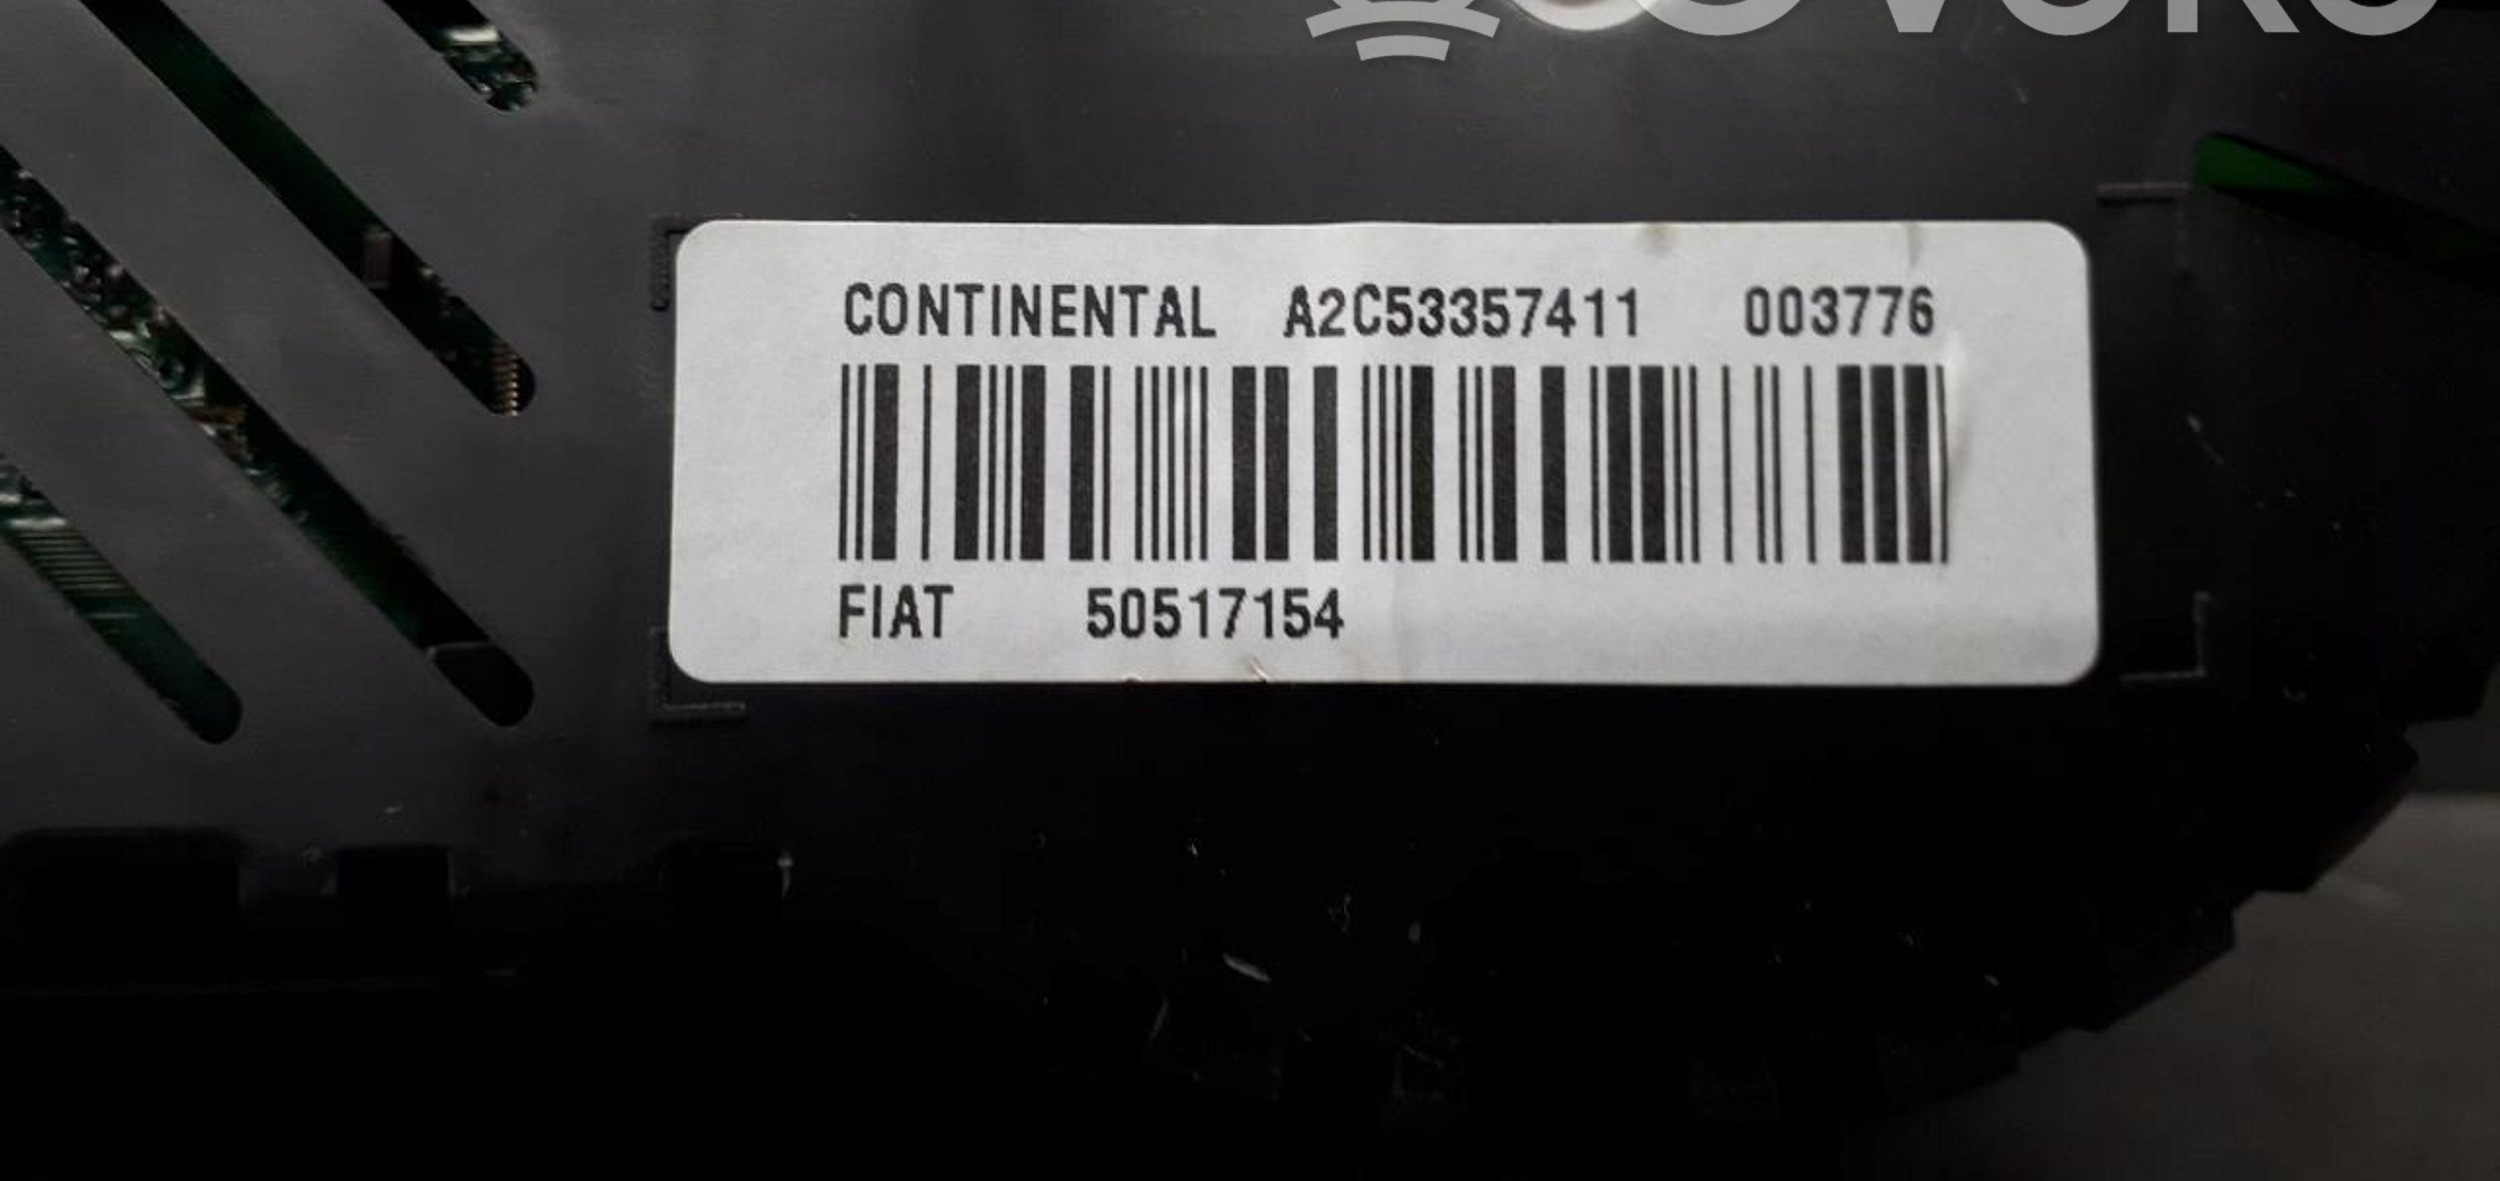 CONTINENTAL A2C53357411 003776
FIAT 50517154